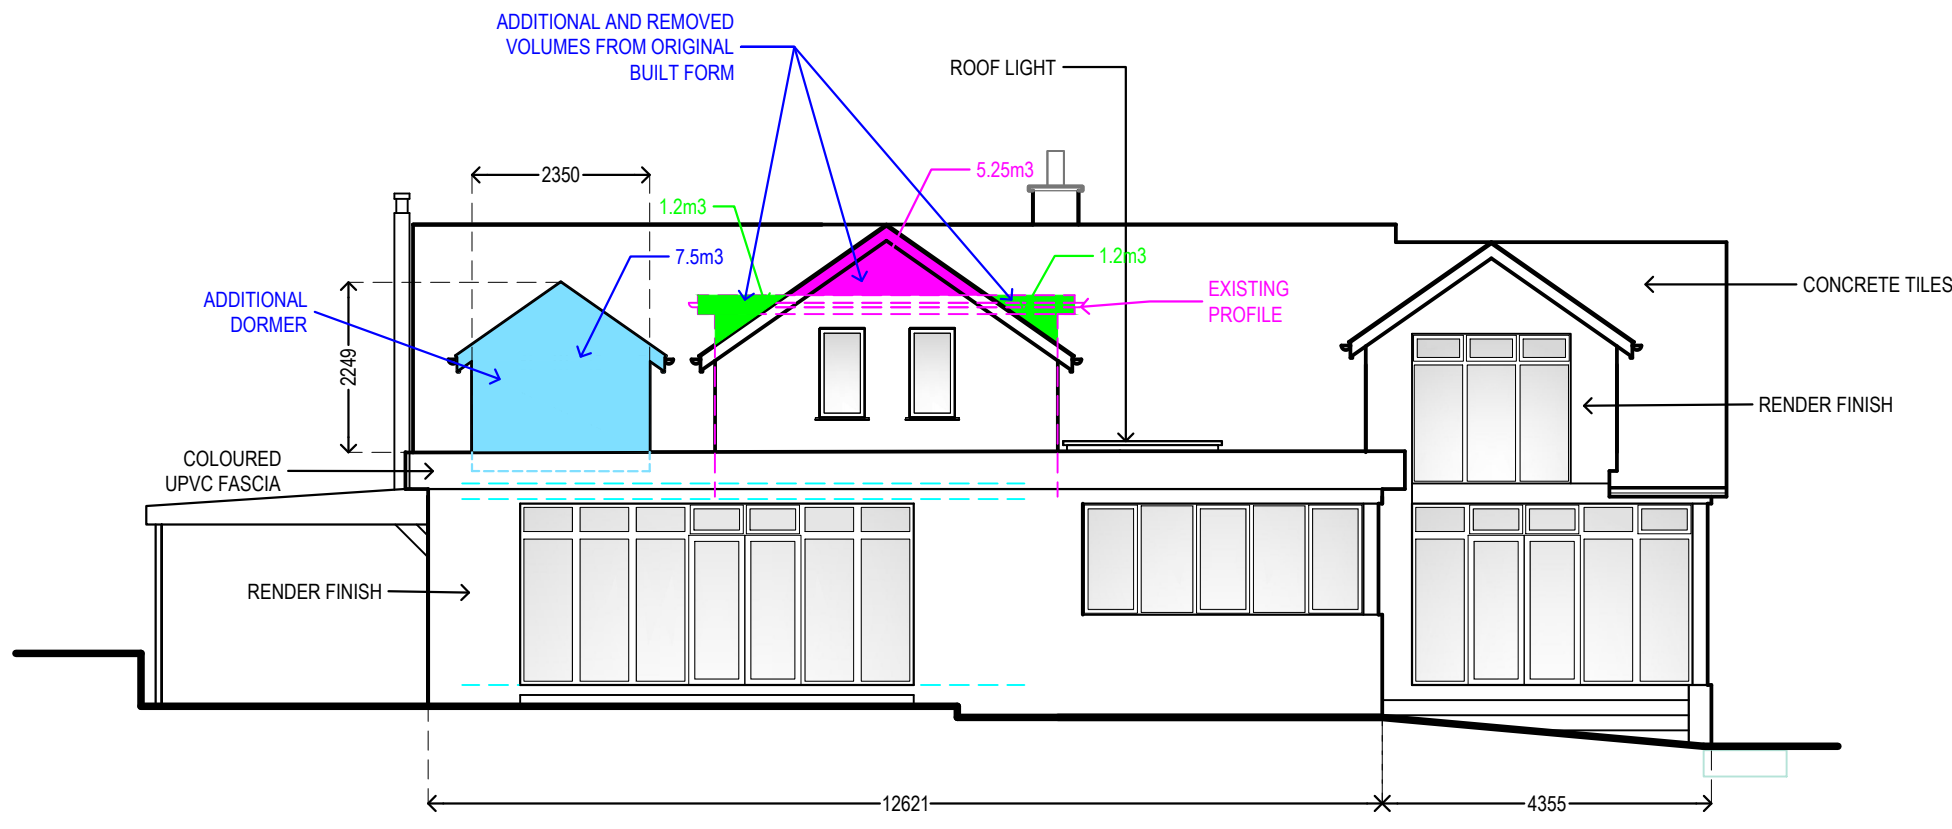 ADDITIONAL AND REMOVED
VOLUMES FROM ORIGINAL
BUILT FORM
ROOF LIGHT
5.25m3
2350
1.2m3
7.5m3
1.2m3
ADDITIONAL
DORMER
EXISTING
PROFILE
CONCRETE TILES
2249
RENDER FINISH
COLOURED
UPVC FASCIA
RENDER FINISH
12621
4355